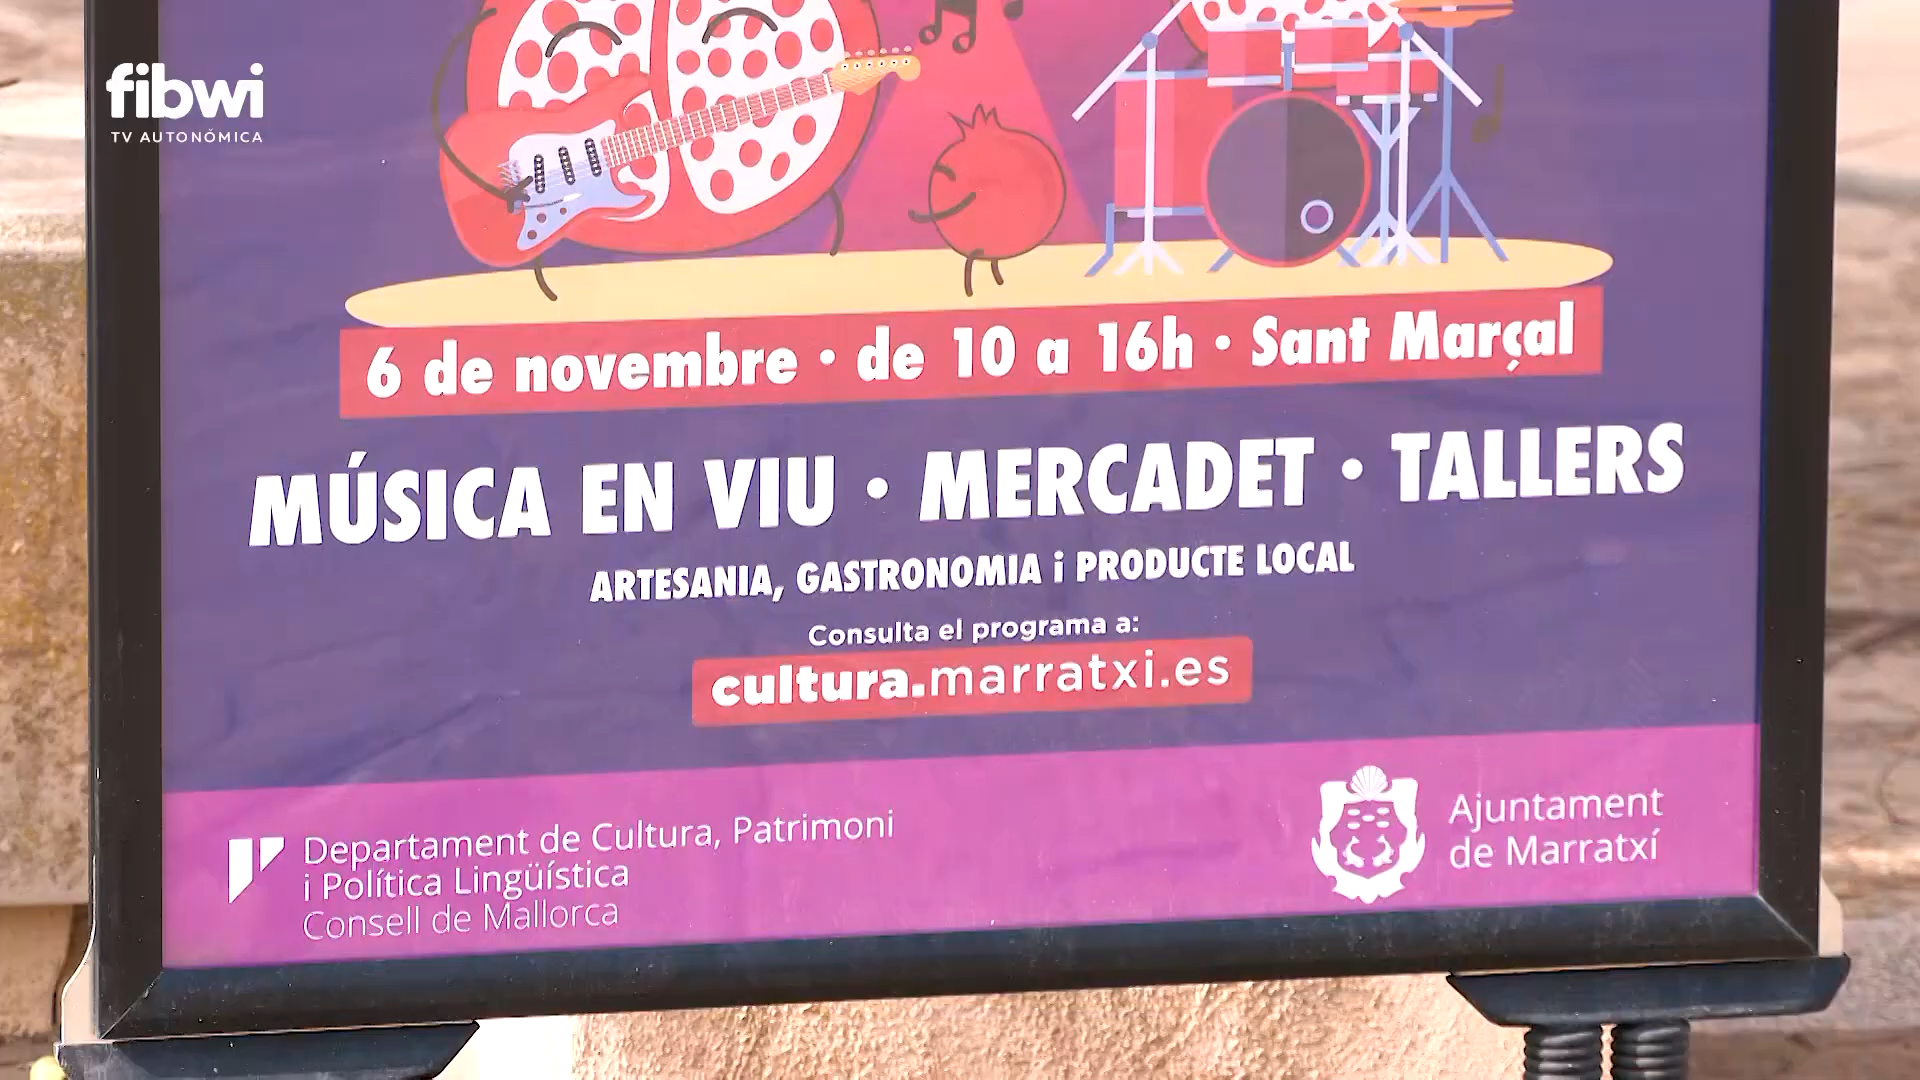 fibwi
TV AUTONÓMICA
6 de novembre · de 10 a 16h · Sant Marçal
MÚSICA EN VIU · MERCADET · TALLERS
ARTESANIA, GASTRONOMIA i PRODUCTE LOCAL
Consulta el programa a:
cultura.marratxi.es
Departament de Cultura, Patrimoni
i Política Lingüística
Consell de Mallorca
Ajuntament
de Marratxí